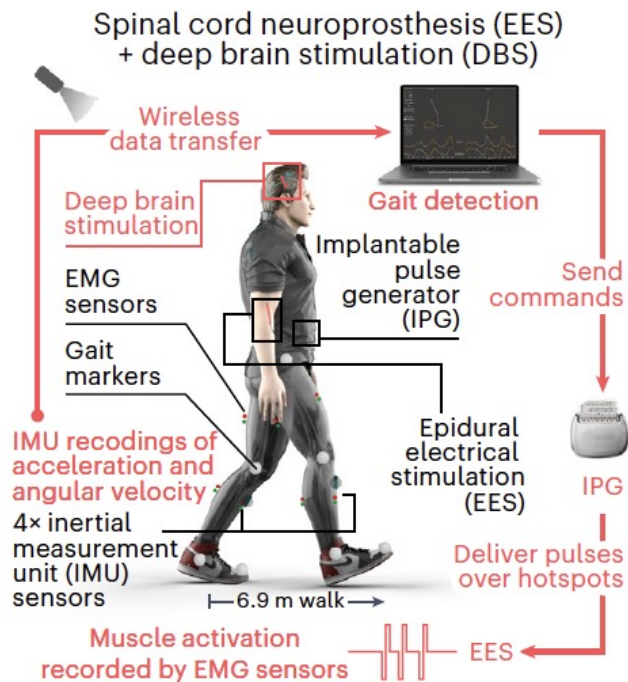 Spinal cord neuroprosthesis (EES)
+ deep brain stimulation (DBS)
Wireless
data transfer
Gait detection
Deep brain
stimulation
Implantable
pulse
generator
(IPG)
Send
commands
EMG
sensors
Gait
markers
IMU recodings of
acceleration and
angular velocity
Epidural
electrical
stimulation
(EES)
IPG
4× inertial
measurement
unit (IMU)
sensors
Deliver pulses
over hotspots
6.9 m walk
Muscle activation
recorded by EMG sensors
EES